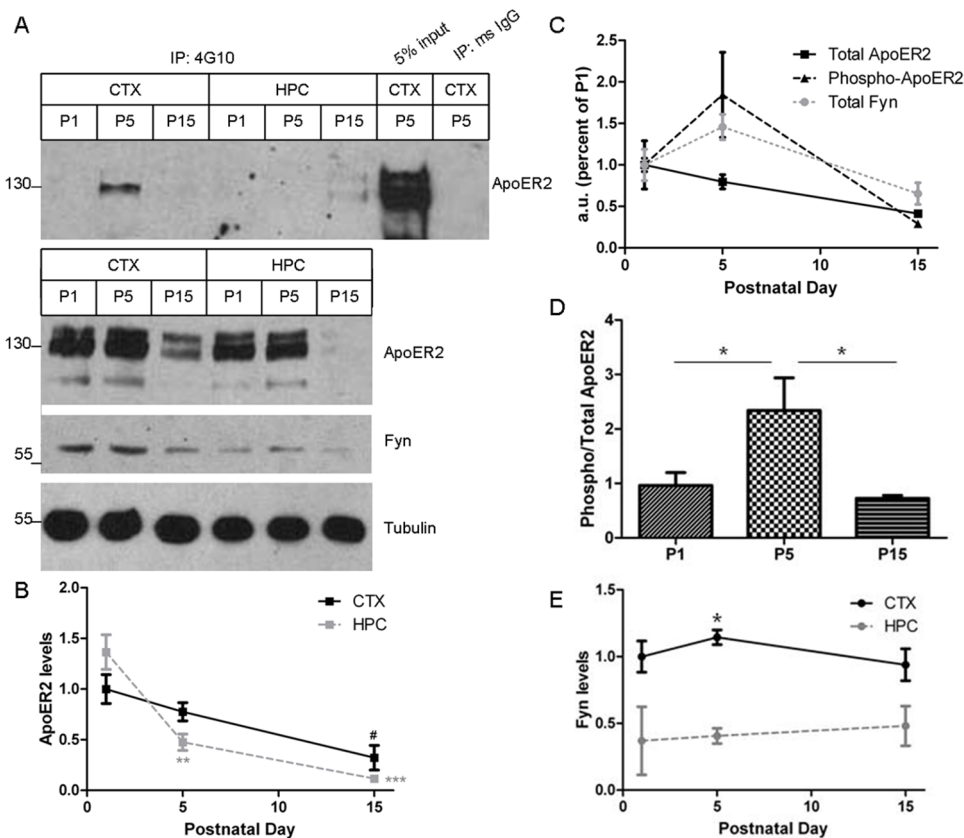 A
IP: 4G10
5% input
IP: ms IgG
CTX HPC CTX CTX
P1 P5 P15 P1 P5 P15 P5 P5
130
ApoER2
CTX HPC
P1 P5 P15 P1 P5 P15
130
ApoER2
55
Fyn
55
Tubulin
B
ApoER2 levels
2.0
1.5
1.0
0.5
0.0
CTX
HPC
**
#
***
0 5 10 15
Postnatal Day
C
a.u. (percent of P1)
2.5
2.0
1.5
1.0
0.5
0.0
Total ApoER2
Phospho-ApoER2
Total Fyn
0 5 10 15
Postnatal Day
D
Phospho/Total ApoER2
4
3
2
1
0
* *
P1 P5 P15
E
Fyn levels
1.5
1.0
0.5
0.0
CTX
HPC
*
0 5 10 15
Postnatal Day